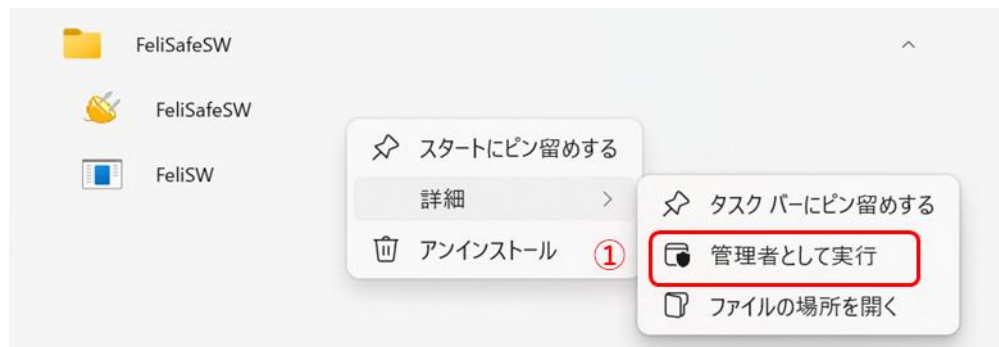 FeliSafeSW
FeliSafeSW
FeliSW
スタートにピン留めする
詳細
アンインストール
①
タスク バーにピン留めする
管理者として実行
ファイルの場所を開く